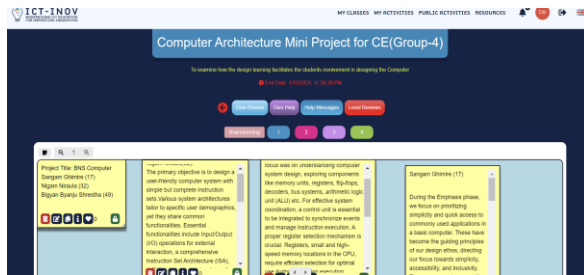 ICT-INOV
MY CLASSES MY ACTIVITIES PUBLIC ACTIVITIES RESOURCES
Computer Architecture Mini Project for CE(Group-4)
To examine how the design learning facilitates the students involvement in designing the Computer
End Date:
Give Review Give Help Help Messages Level Reviews
Brainstorming 1 2 3 4
1
Project Title: BNS Computer
Sangam Ghimire (17)
Nigam Niraula (32)
Bigyan Byanju Shrestha (49)
The primary objective is to design a
user-friendly computer system with
simple but complete instruction
sets.Various system architectures
tailor to specific user demographics,
yet they share common
functionalities. Essential
functionalities include Input/Output
(I/O) operations for external
interaction, a comprehensive
Instruction Set Architecture (ISA),
focus was on understanding computer
system design, exploring components
like memory units, registers, flip-flops,
decoders, bus systems, arithmetic logic
unit (ALU) etc. For effective system
coordination, a control unit is essential
to be integrated to synchronize events
and manage instruction execution. A
proper register selection mechanism is
crucial. Registers, small and high-
speed memory locations in the CPU,
require efficient selection for optimal
use during execution
Sangam Ghimire (17)
During the Emphasis phase,
we focus on prioritizing
simplicity and quick access to
commonly used applications in
a basic computer. These have
become the guiding principles
of our design ethos, directing
our focus towards simplicity,
accessibility, and inclusivity.